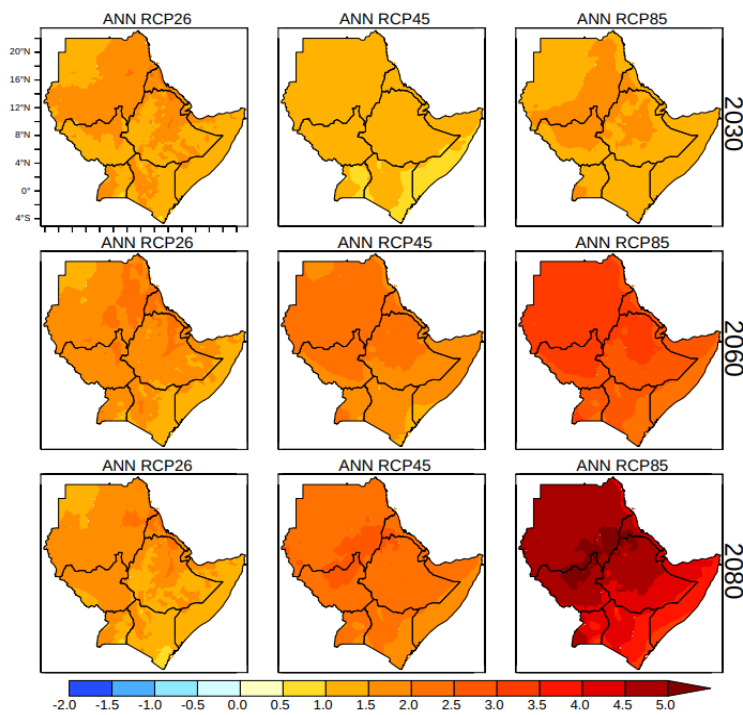 ANN RCP26 ANN RCP45 ANN RCP85
20°N
16°N
12°N
8°N
4°N
0°
4°S
2030
ANN RCP26 ANN RCP45 ANN RCP85
2060
ANN RCP26 ANN RCP45 ANN RCP85
2080
-2.0 -1.5 -1.0 -0.5 0.0 0.5 1.0 1.5 2.0 2.5 3.0 3.5 4.0 4.5 5.0